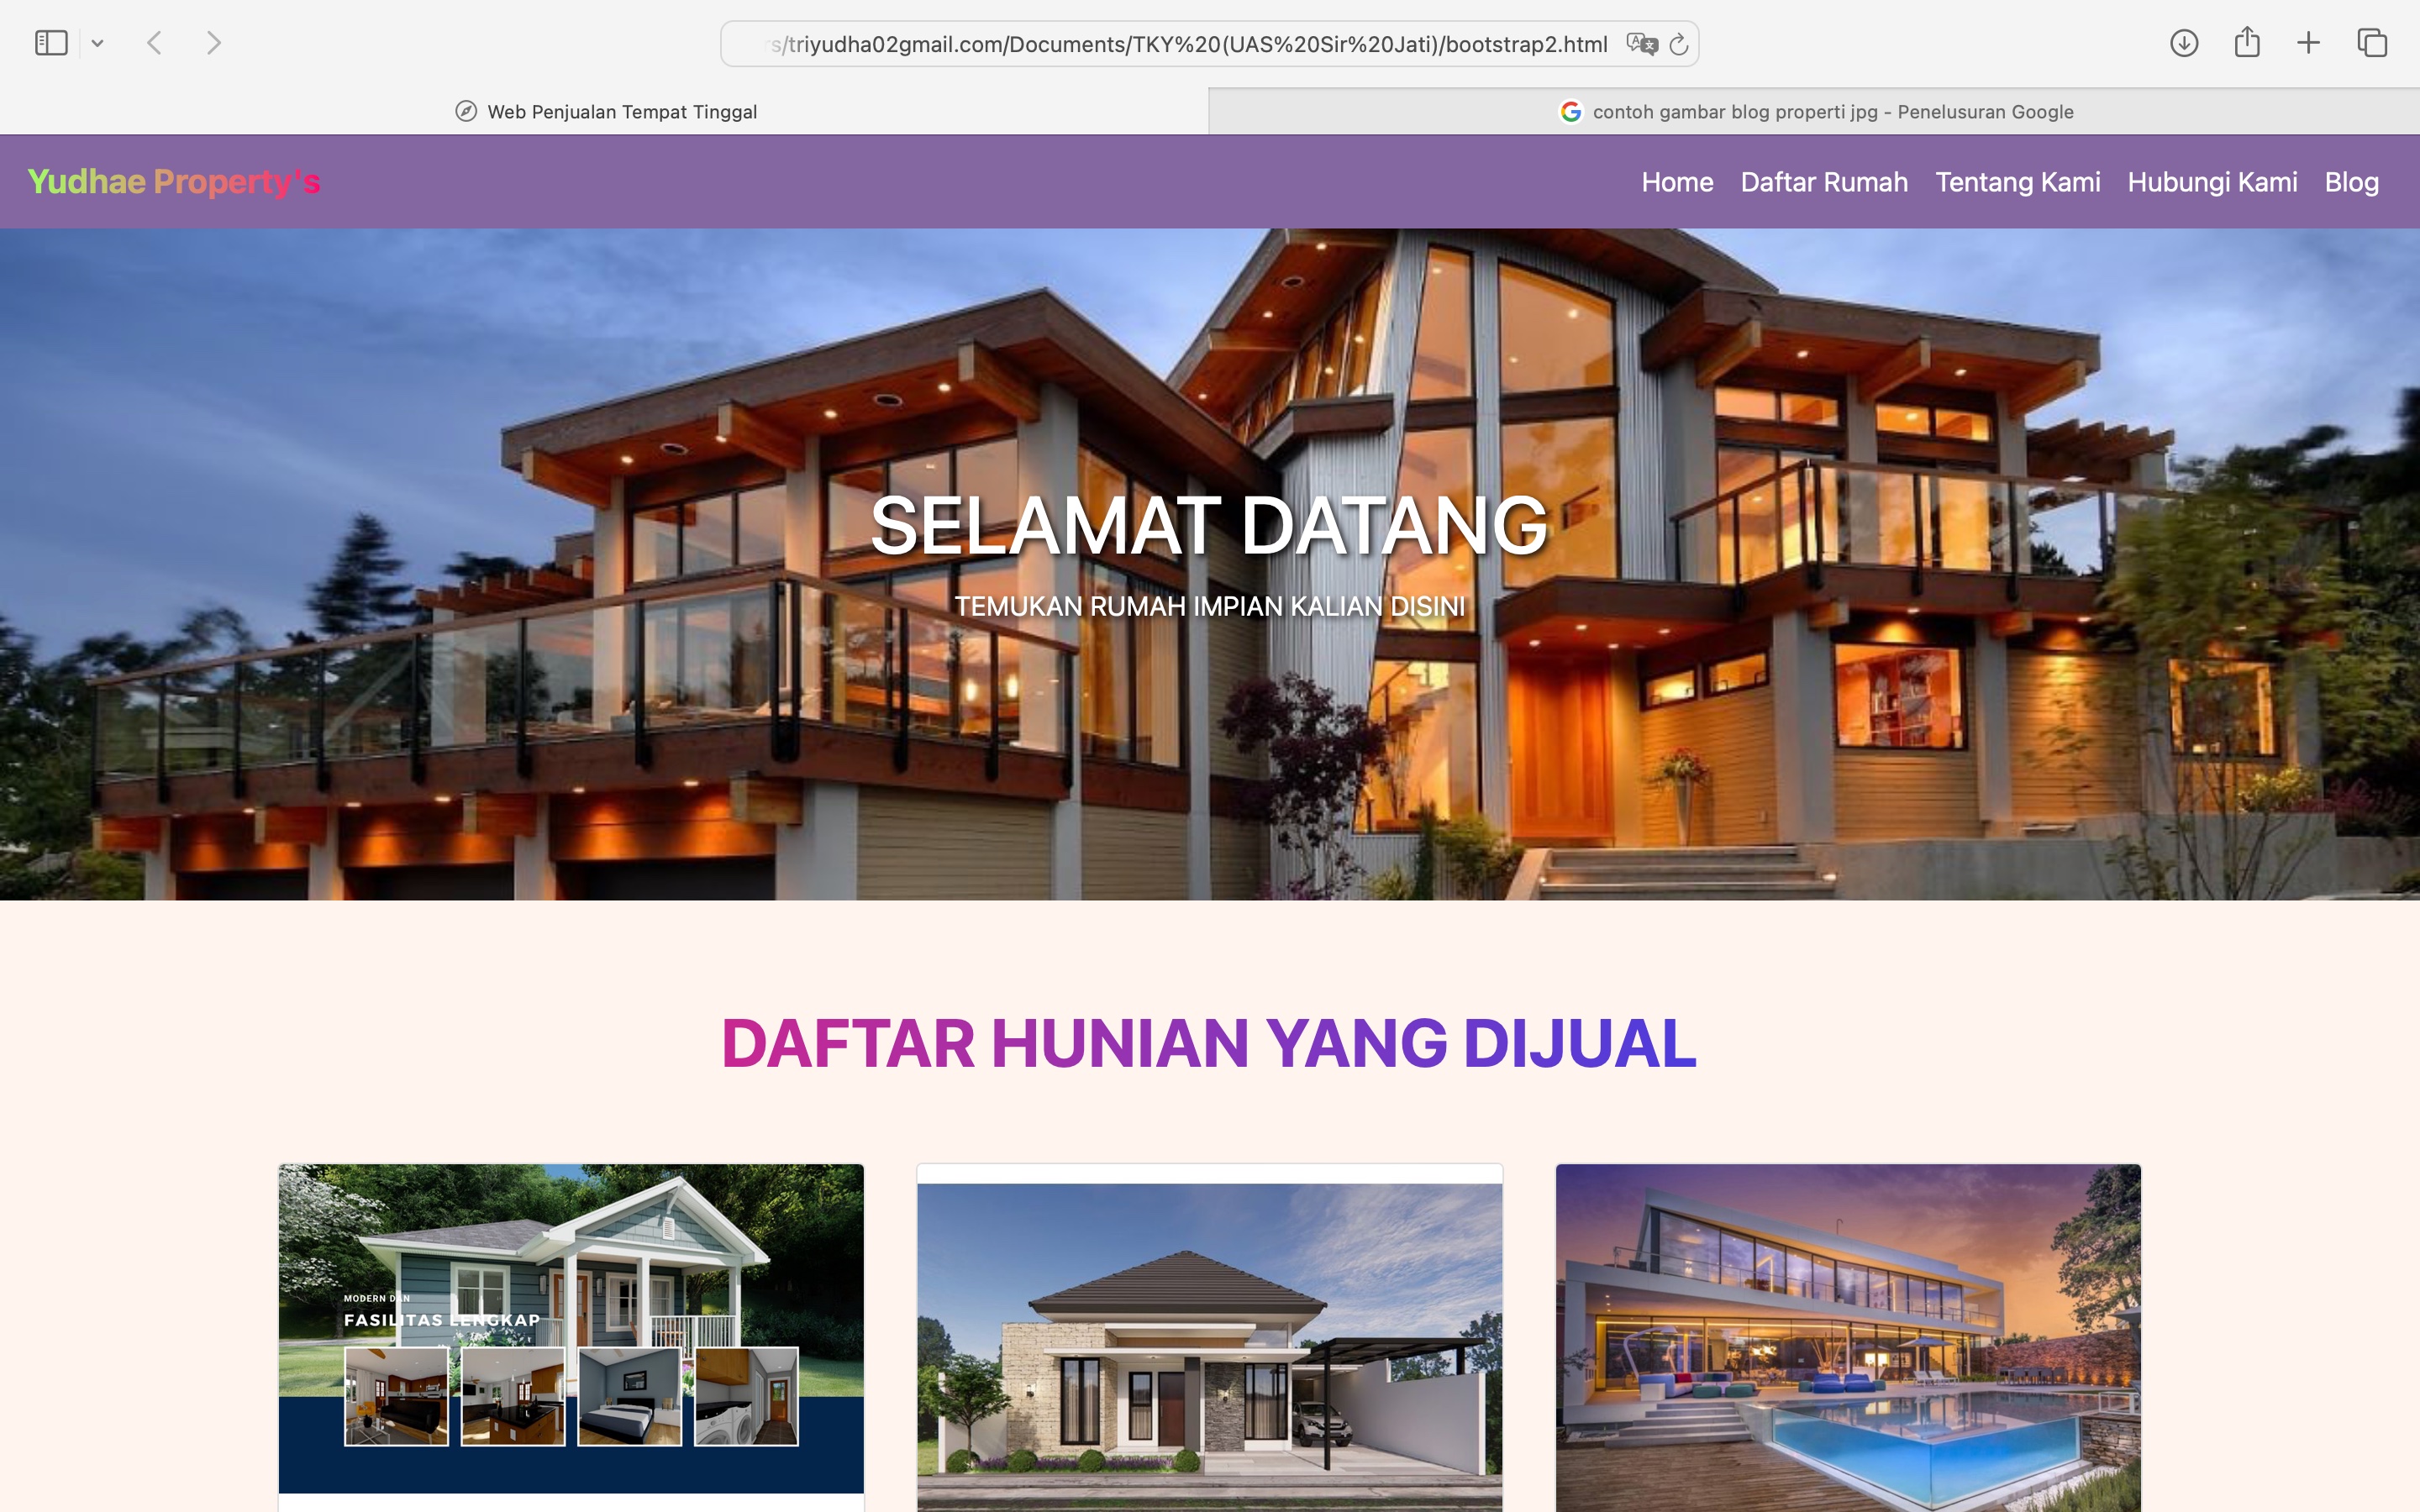 s/triyudha02gmail.com/Documents/TKY%20(UAS%20Sir%20Jati)/bootstrap2.html
Web Penjualan Tempat Tinggal
contoh gambar blog properti jpg - Penelusuran Google
Yudhae Property's
Home Daftar Rumah Tentang Kami Hubungi Kami Blog
SELAMAT DATANG
TEMUKAN RUMAH IMPIAN KALIAN DISINI
DAFTAR HUNIAN YANG DIJUAL
MODERN DAN
FASILITAS LENGKAP